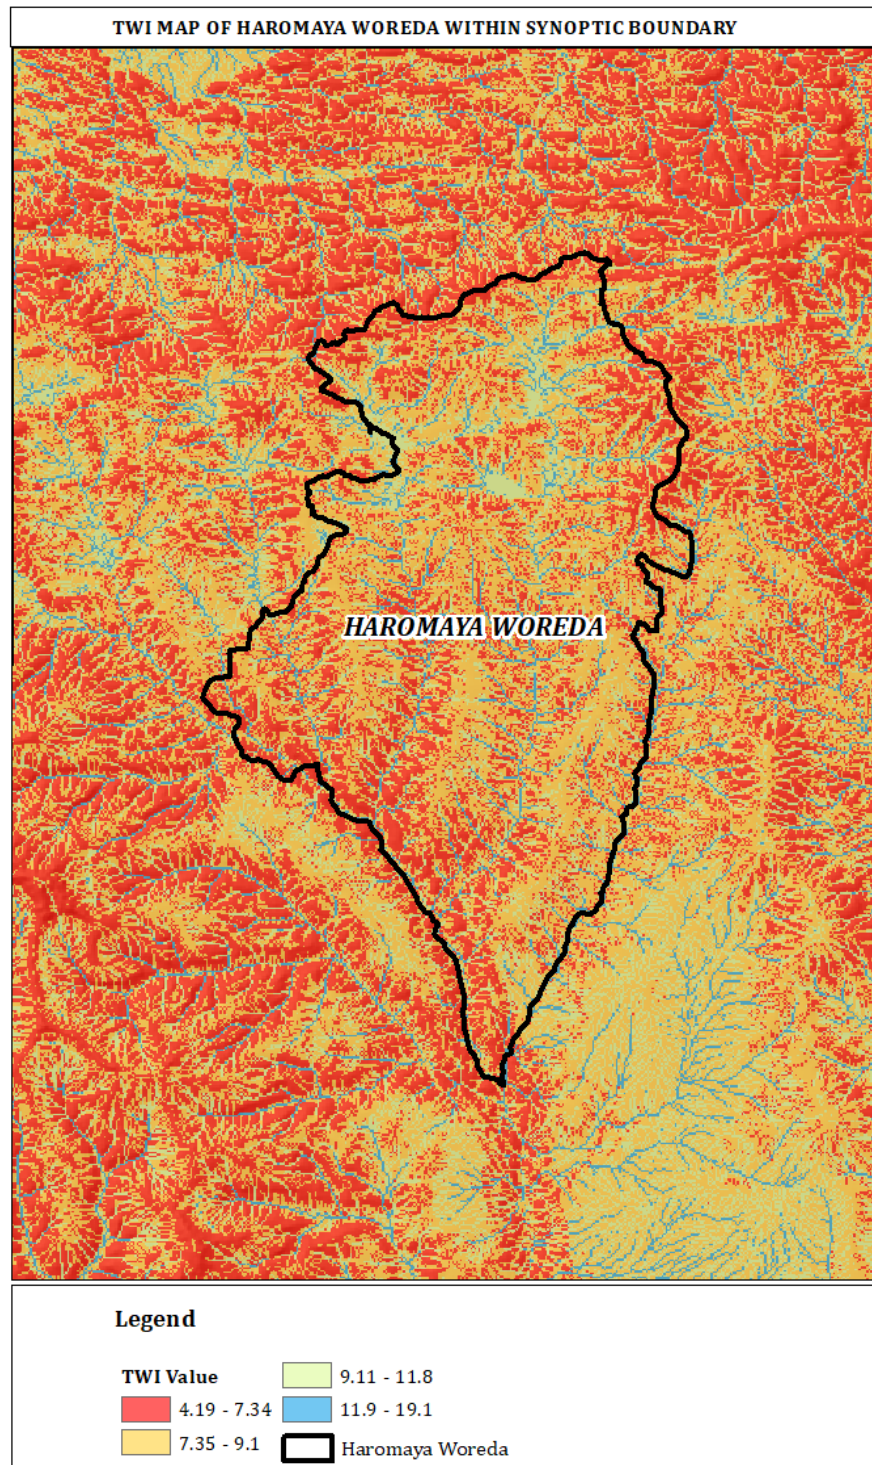 TWI MAP OF HAROMAYA WOREDA WITHIN SYNOPTIC BOUNDARY
HAROMAYA WOREDA
Legend
TWI Value
4.19 - 7.34
7.35 - 9.1
9.11 - 11.8
11.9 - 19.1
Haromaya Woreda